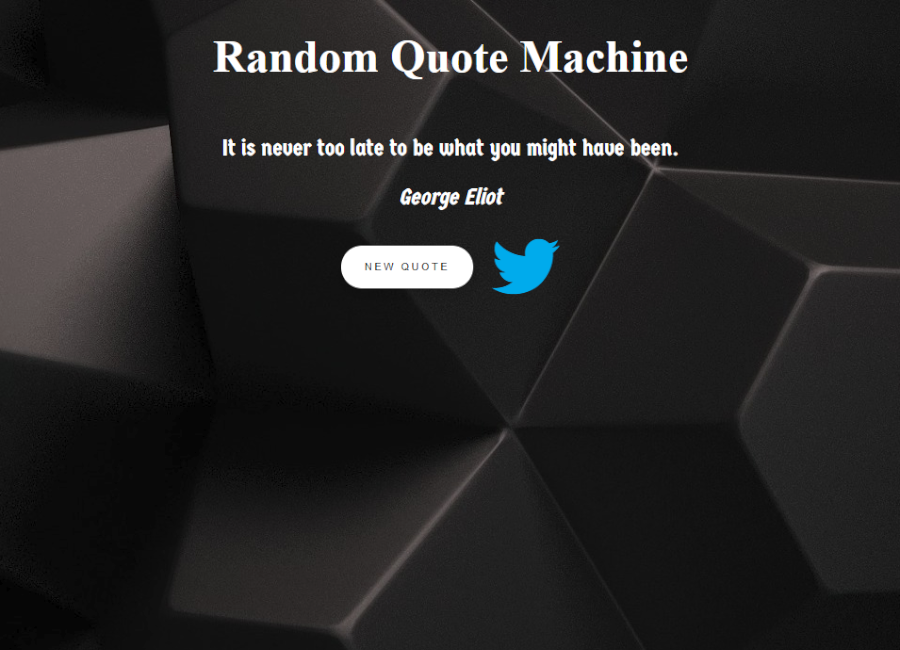 Random Quote Machine
It is never too late to be what you might have been.
George Eliot
NEW QUOTE